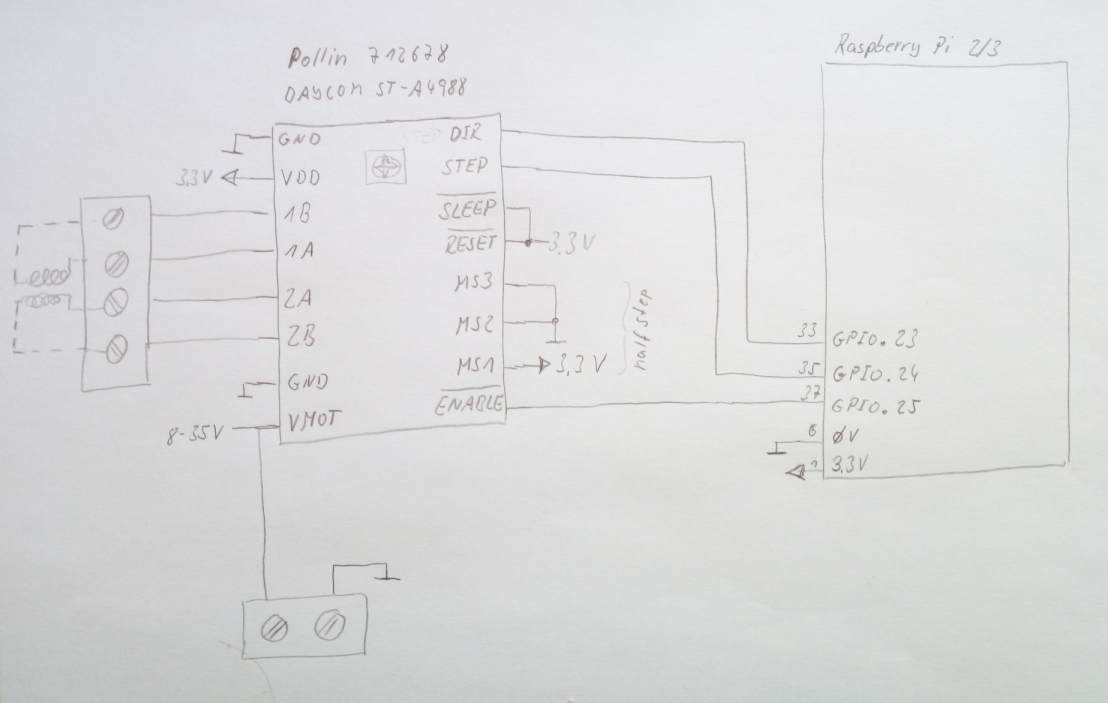 Raspberry Pi 2/3
Pollin 712678
DAYCOM ST-A4988
GND
DIR
3,3V
VDD
STEP
1B
SLEEP
1A
RESET
3.3V
2A
MS3
2B
MS2
half step
GND
MS1
3,3V
8-35V
VMOT
ENABLE
33 GPIO.23
35 GPIO.24
37 GPIO.25
6 0V
1 3.3V